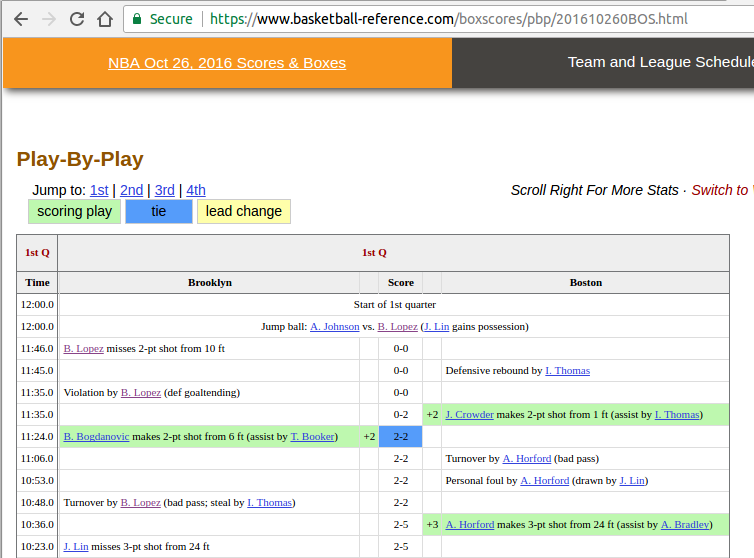 Secure https://www.basketball-reference.com/boxscores/pbp/201610260BOS.html
NBA Oct 26, 2016 Scores & Boxes Team and League Schedule
Play-By-Play
Jump to: 1st | 2nd | 3rd | 4th Scroll Right For More Stats · Switch to
scoring play tie lead change
1st Q 1st Q
Time Brooklyn Score Boston
12:00.0 Start of 1st quarter
12:00.0 Jump ball: A. Johnson vs. B. Lopez (J. Lin gains possession)
11:46.0 B. Lopez misses 2-pt shot from 10 ft 0-0
11:45.0 0-0 Defensive rebound by I. Thomas
11:35.0 Violation by B. Lopez (def goaltending) 0-0
11:35.0 0-2 +2 J. Crowder makes 2-pt shot from 1 ft (assist by I. Thomas)
11:24.0 B. Bogdanovic makes 2-pt shot from 6 ft (assist by T. Booker) +2 2-2
11:06.0 2-2 Turnover by A. Horford (bad pass)
10:53.0 2-2 Personal foul by A. Horford (drawn by J. Lin)
10:48.0 Turnover by B. Lopez (bad pass; steal by I. Thomas) 2-2
10:36.0 2-5 +3 A. Horford makes 3-pt shot from 24 ft (assist by A. Bradley)
10:23.0 J. Lin misses 3-pt shot from 24 ft 2-5